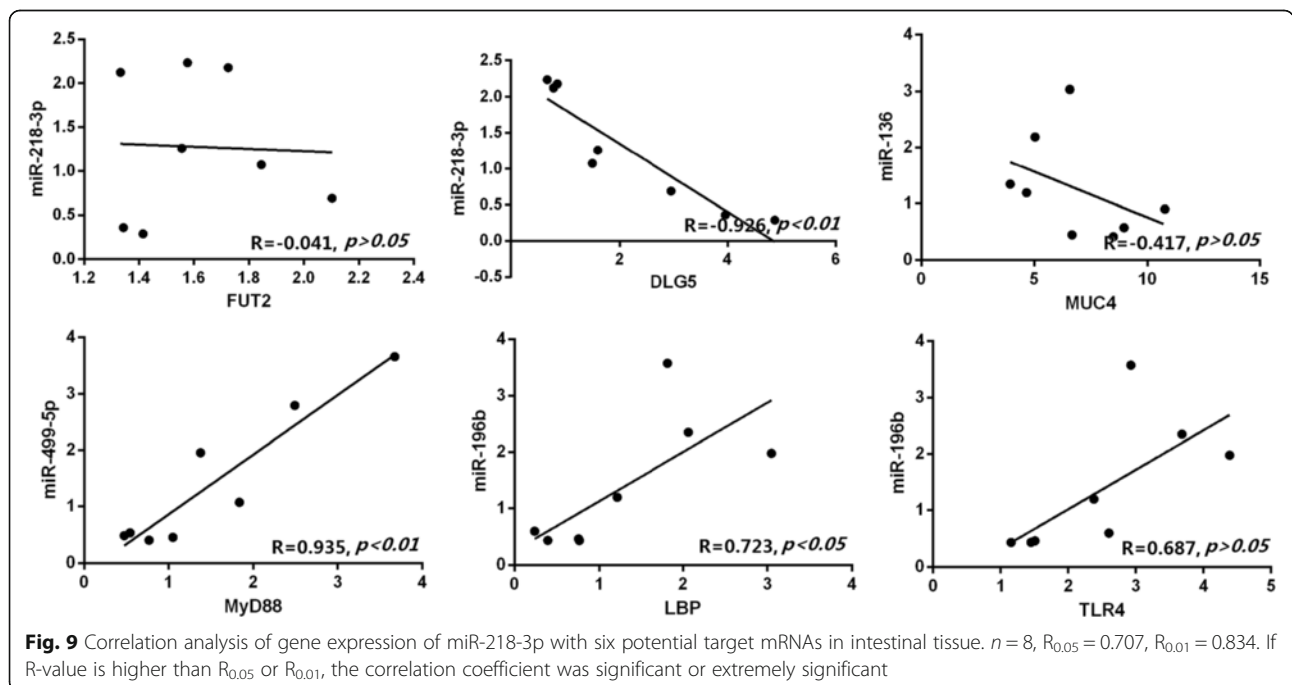 2.5
2.0
1.5
1.0
0.5
0.0
miR-218-3p
1.2 1.4 1.6 1.8 2.0 2.2 2.4
FUT2
R=-0.041, p>0.05
2.5
2.0
1.5
1.0
0.5
0.0
-0.5
miR-218-3p
2 4 6
DLG5
R=-0.926, p<0.01
4
3
2
1
0
miR-136
0 5 10 15
MUC4
R=-0.417, p>0.05
4
3
2
1
0
miR-499-5p
0 1 2 3 4
MyD88
R=0.935, p<0.01
4
3
2
1
0
miR-196b
0 1 2 3 4
LBP
R=0.723, p<0.05
4
3
2
1
0
miR-196b
0 1 2 3 4 5
TLR4
R=0.687, p>0.05
Fig. 9 Correlation analysis of gene expression of miR-218-3p with six potential target mRNAs in intestinal tissue. n = 8, R0.05 = 0.707, R0.01 = 0.834. If
R-value is higher than R0.05 or R0.01, the correlation coefficient was significant or extremely significant